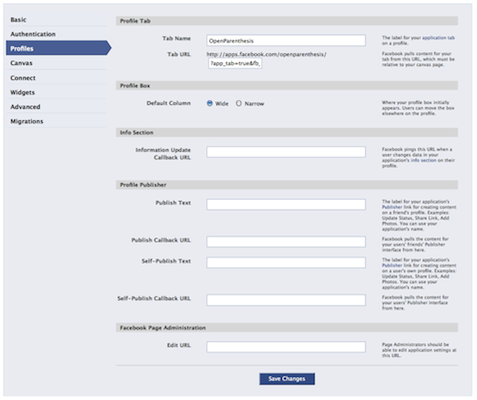 Basic
Authentication
Profiles
Canvas
Connect
Widgets
Advanced
Migrations
Profile Tab
Tab Name
OpenParenthesis
The label for your application tab
on a profile.
Tab URL
http://apps.facebook.com/openparenthesis/
?app_tab=true&fb_
Facebook pulls content for your
tab from this URL, which must be
relative to your canvas page.
Profile Box
Default Column
Wide
Narrow
Where your profile box initially
appears. Users can move the box
elsewhere on the profile.
Info Section
Information Update
Callback URL
Facebook pings this URL when a
user changes data in your
application's info section on their
profile.
Profile Publisher
Publish Text
The label for your application's
Publisher link for creating content
on a friend's profile. Examples:
Update Status, Share Link, Add
Photos. You can use your
application's name.
Publish Callback URL
Facebook pulls the content for
your users' friends' Publisher
interface from here.
Self-Publish Text
The label for your application's
Publisher link for creating content
on a user's own profile. Examples:
Update Status, Share Link, Add
Photos. You can use your
application's name.
Self-Publish Callback URL
Facebook pulls the content for
your users' Publisher interface
from here.
Facebook Page Administration
Edit URL
Page Administrators should be
able to edit application settings at
this URL.
Save Changes